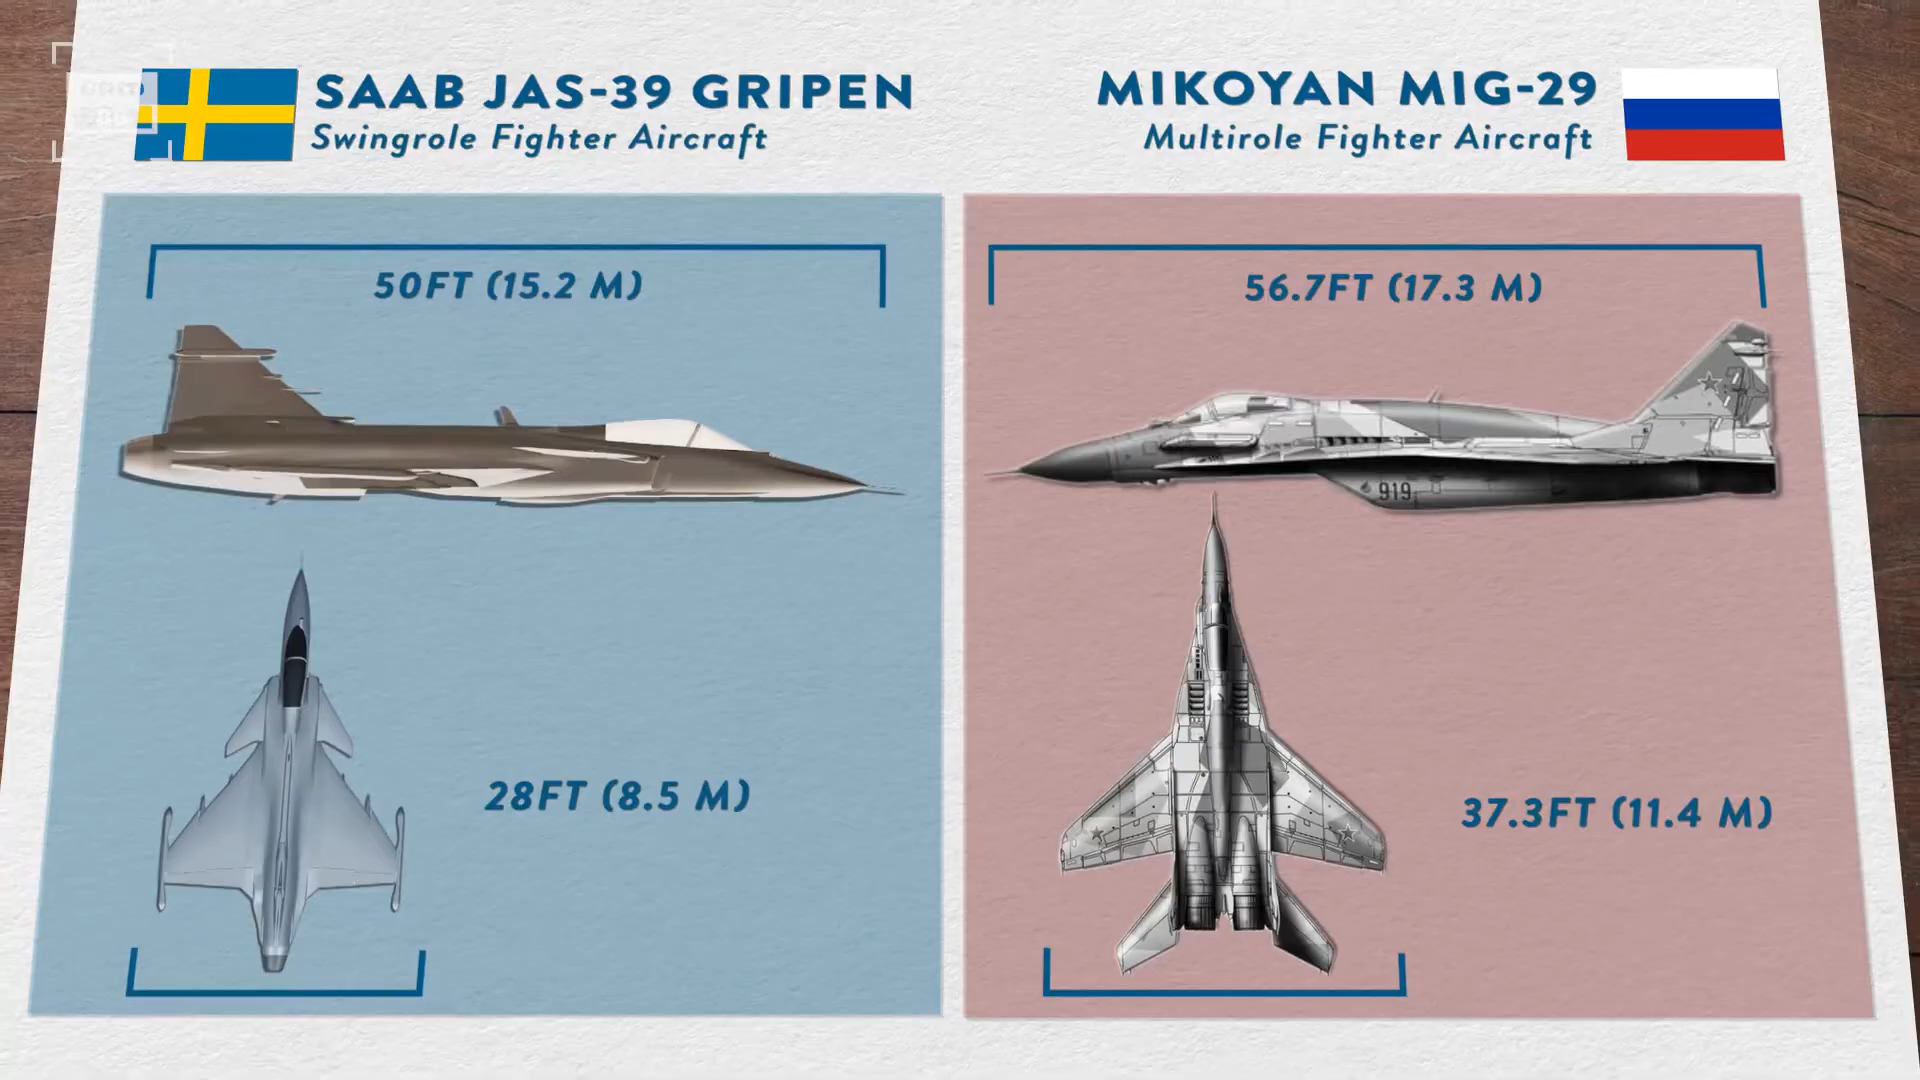 SAAB JAS-39 GRIPEN
Swingrole Fighter Aircraft
MIKOYAN MIG-29
Multirole Fighter Aircraft
50FT (15.2 M)
56.7FT (17.3 M)
919
28FT (8.5 M)
37.3FT (11.4 M)